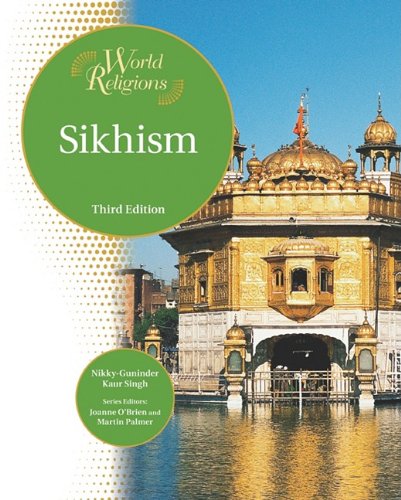 World
Religions
Sikhism
Third Edition
Nikky-Guninder
Kaur Singh
Series Editors:
Joanne O'Brien and
Martin Palmer